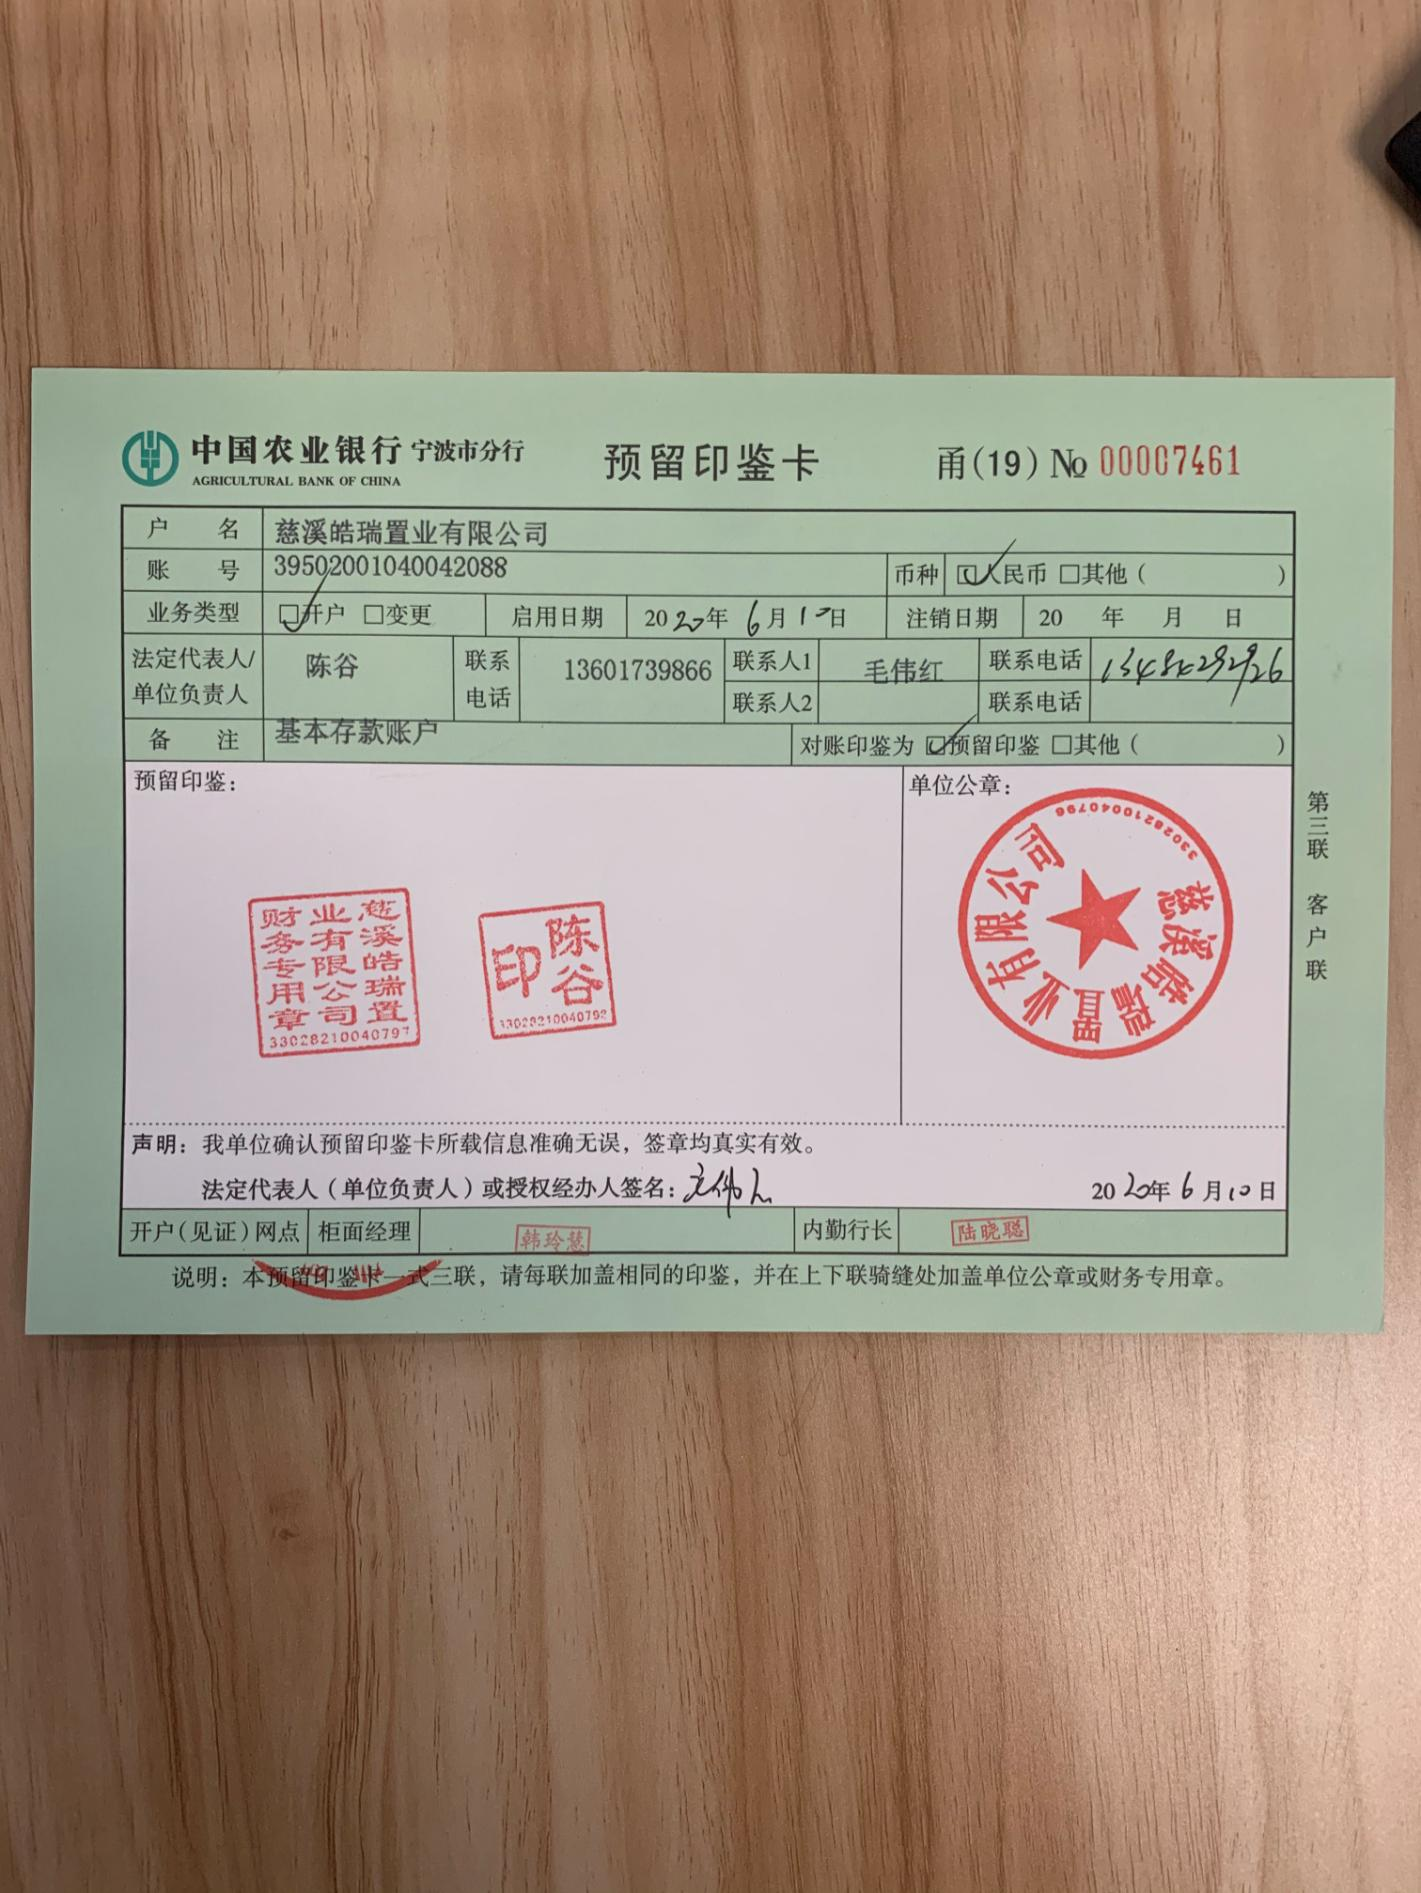 中国农业银行 宁波市分行 预留印鉴卡 甬(19) № 00007461
AGRICULTURAL BANK OF CHINA
户 名 慈溪皓瑞置业有限公司
账 号 39502001040042088 币种 □人民币 □其他( )
业务类型 □开户 □变更 启用日期 2020年 6月10日 注销日期 20 年 月 日
法定代表人/单位负责人 陈谷 联系电话 13601739866 联系人1 毛伟红 联系电话
联系人2 联系电话
备 注 基本存款账户 对账印鉴为 □预留印鉴 □其他( )
预留印鉴:
慈溪皓瑞置业有限公司财务专用章
33028210040797
陈谷印
单位公章:
慈溪皓瑞置业有限公司
33028210040796
第三联 客户联
声明:我单位确认预留印鉴卡所载信息准确无误,签章均真实有效。
法定代表人(单位负责人)或授权经办人签名: 2020年6月10日
开户(见证)网点 柜面经理 韩玲慧 内勤行长 陆晓聪
说明:本预留印鉴卡一式三联,请每联加盖相同的印鉴,并在上下联骑缝处加盖单位公章或财务专用章。